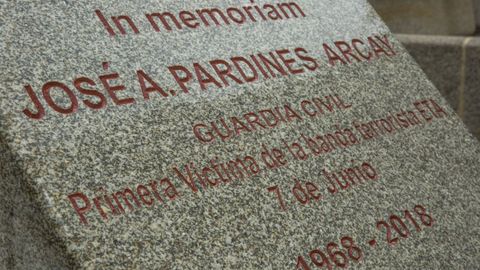 In memoriam
JOSÉ A. PARDINES ARCAY
GUARDIA CIVIL
Primera Víctima de la banda terrorista ETA
7 de Junio
1968 - 2018